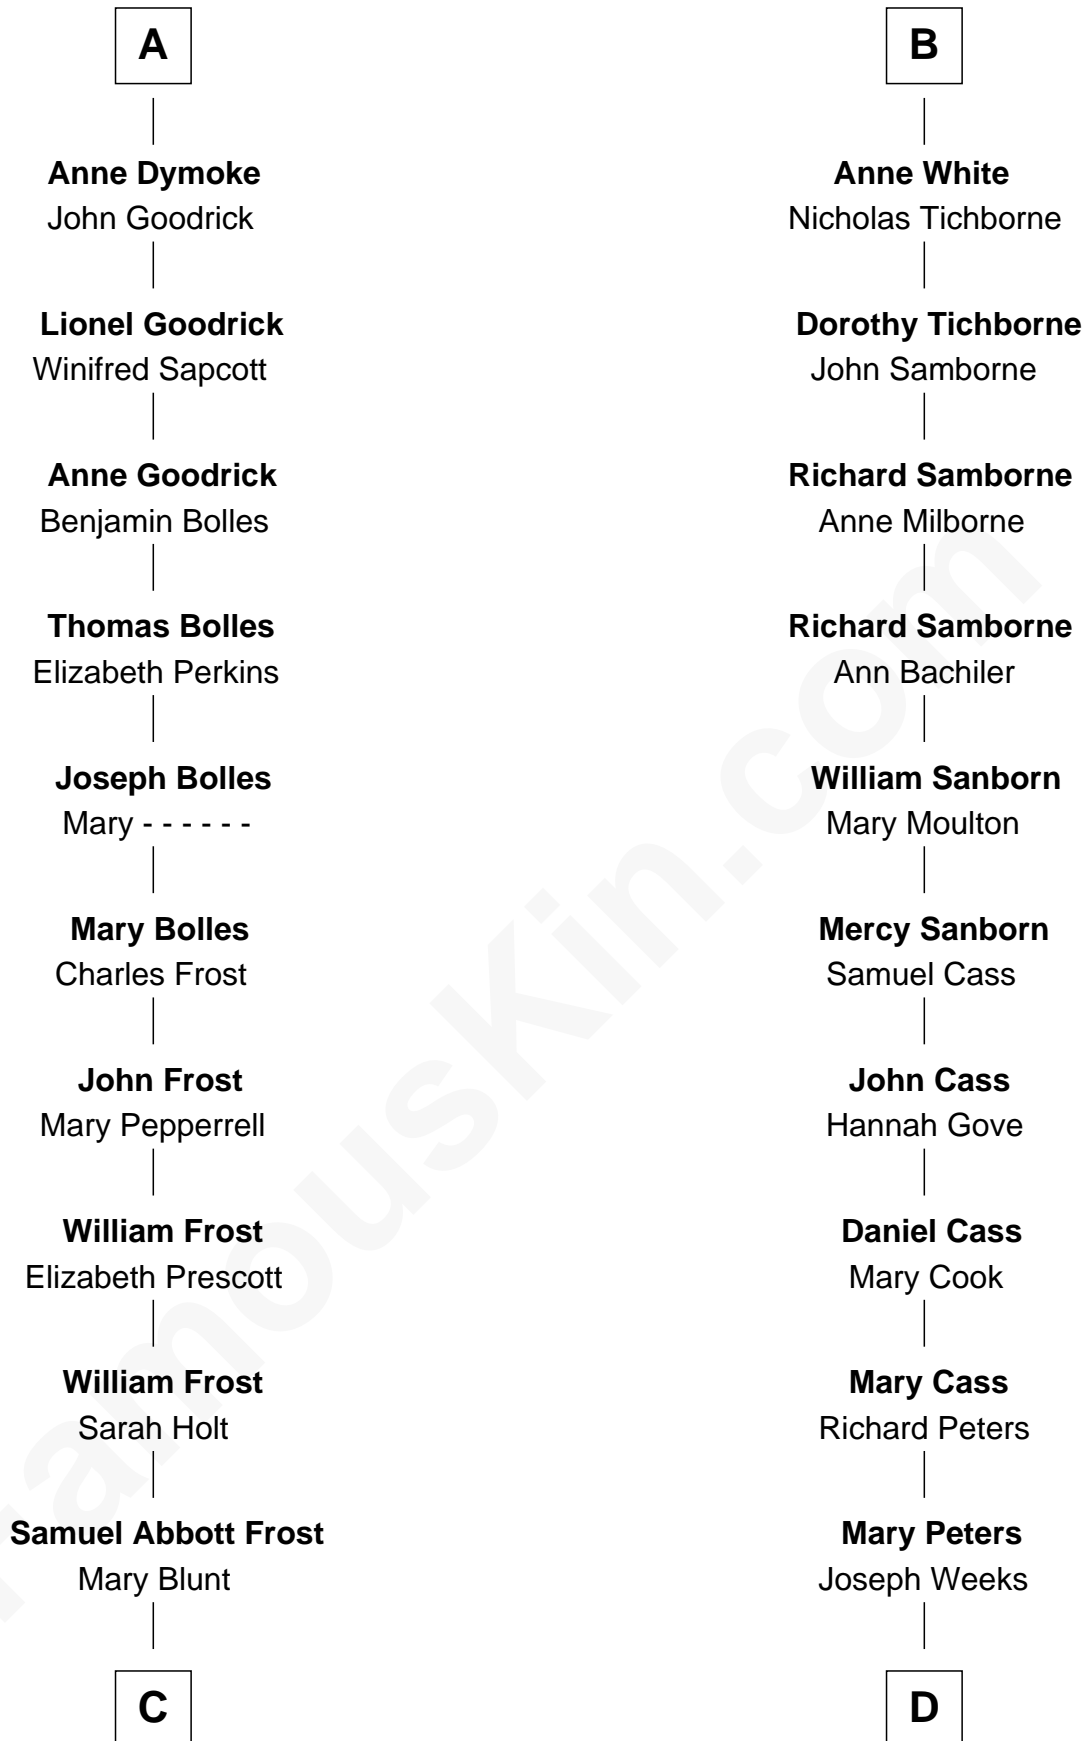 A
Anne Dymoke
John Goodrick
Lionel Goodrick
Winifred Sapcott
Anne Goodrick
Benjamin Bolles
Thomas Bolles
Elizabeth Perkins
Joseph Bolles
Mary - - - - - -
Mary Bolles
Charles Frost
John Frost
Mary Pepperrell
William Frost
Elizabeth Prescott
William Frost
Sarah Holt
Samuel Abbott Frost
Mary Blunt
C
B
Anne White
Nicholas Tichborne
Dorothy Tichborne
John Samborne
Richard Samborne
Anne Milborne
Richard Samborne
Ann Bachiler
William Sanborn
Mary Moulton
Mercy Sanborn
Samuel Cass
John Cass
Hannah Gove
Daniel Cass
Mary Cook
Mary Cass
Richard Peters
Mary Peters
Joseph Weeks
D
FamousKin.com